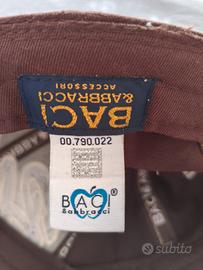 BACI
&ABBRACCI
ACCESSORI
00.790.022
BACI
&abbracci
®
subito